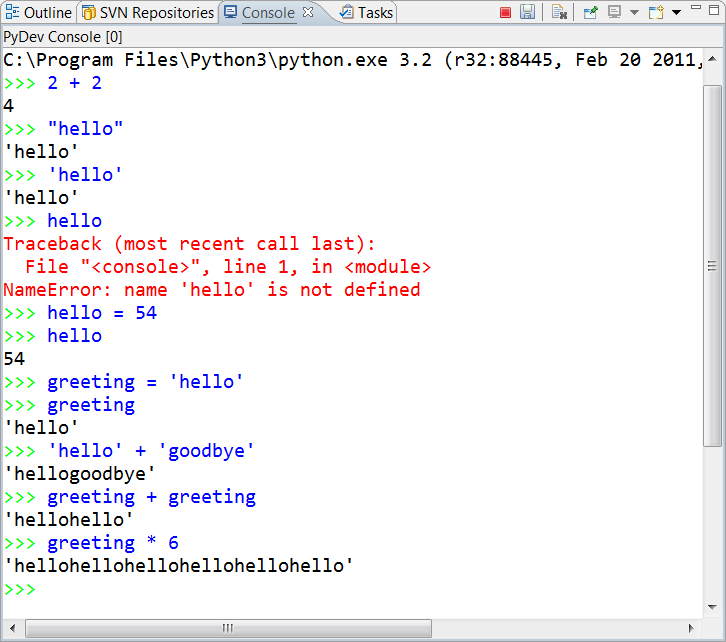 Outline SVN Repositories Console Tasks
PyDev Console [0]
C:\Program Files\Python3\python.exe 3.2 (r32:88445, Feb 20 2011,
>>> 2 + 2
4
>>> "hello"
'hello'
>>> 'hello'
'hello'
>>> hello
Traceback (most recent call last):
  File "<console>", line 1, in <module>
NameError: name 'hello' is not defined
>>> hello = 54
>>> hello
54
>>> greeting = 'hello'
>>> greeting
'hello'
>>> 'hello' + 'goodbye'
'hellogoodbye'
>>> greeting + greeting
'hellohello'
>>> greeting * 6
'hellohellohellohellohellohello'
>>>